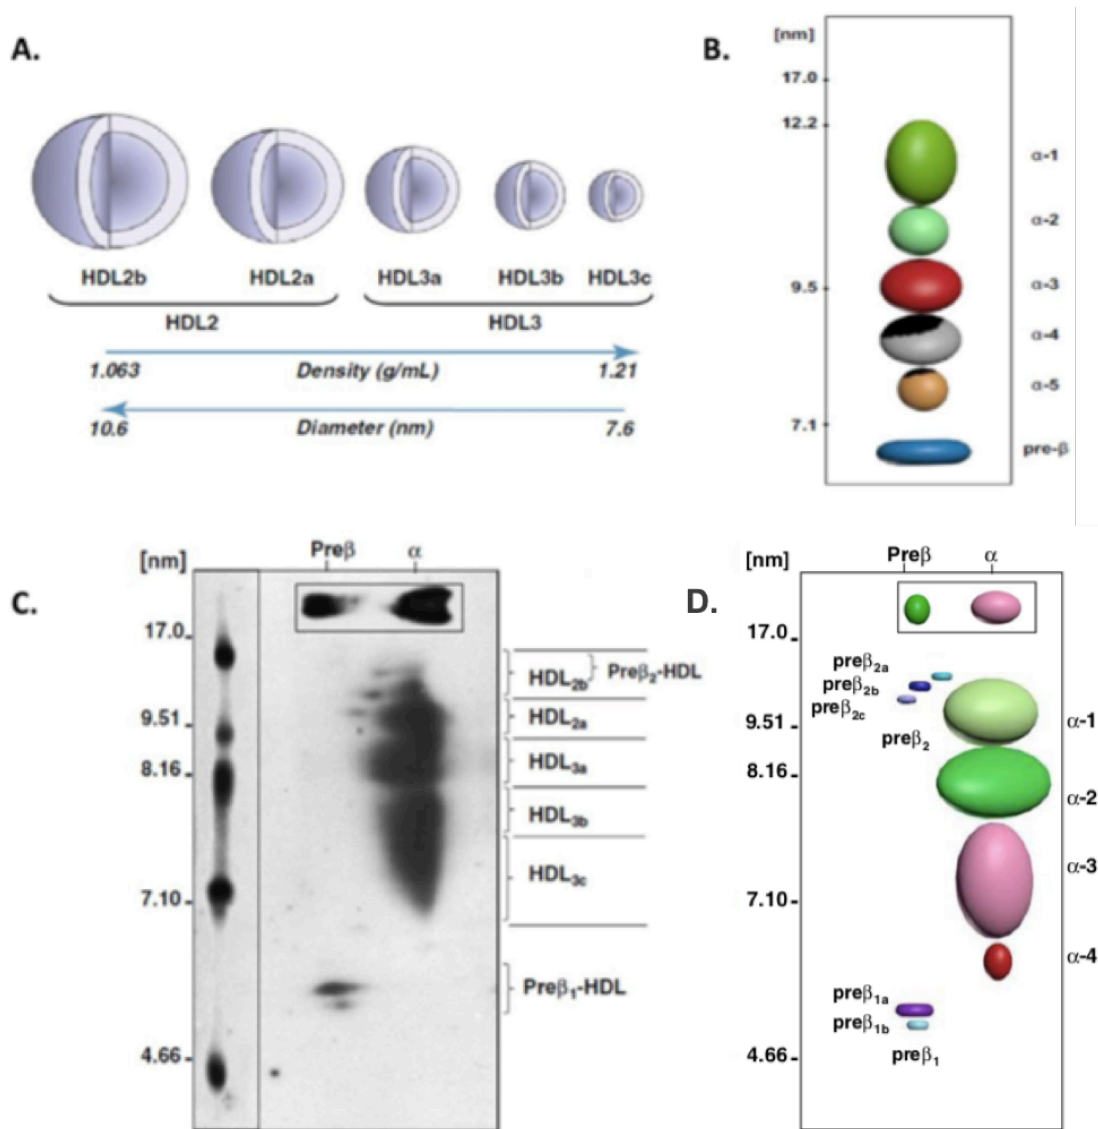 A.
HDL2b HDL2a HDL3a HDL3b HDL3c
HDL2 HDL3
1.063 Density (g/mL) 1.21
10.6 Diameter (nm) 7.6
B.
[nm]
17.0
12.2
α-1
α-2
9.5
α-3
α-4
α-5
7.1
pre-β
C.
[nm] Preβ α
17.0
9.51
8.16
7.10
4.66
HDL2b Preβ2-HDL
HDL2a
HDL3a
HDL3b
HDL3c
Preβ1-HDL
D.
[nm] Preβ α
17.0
preβ2a
preβ2b
preβ2c
9.51
α-1
preβ2
8.16
α-2
α-3
7.10
α-4
preβ1a
preβ1b
preβ1
4.66